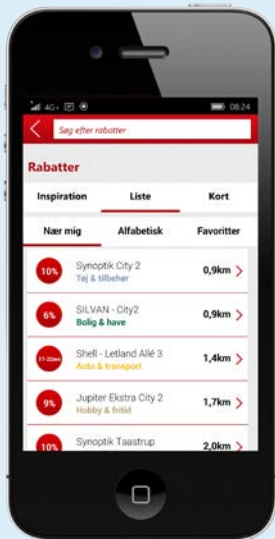 4G+ 08:24
Søg efter rabatter
Rabatter
Inspiration Liste Kort
Nær mig Alfabetisk Favoritter
10% Synoptik City 2 0,9km
Tøj & tilbehør
6% SILVAN - City2 0,9km
Bolig & have
17-22øre Shell - Letland Allé 3 1,4km
Auto & transport
9% Jupiter Ekstra City 2 1,7km
Hobby & fritid
10% Synoptik Taastrup 2,0km